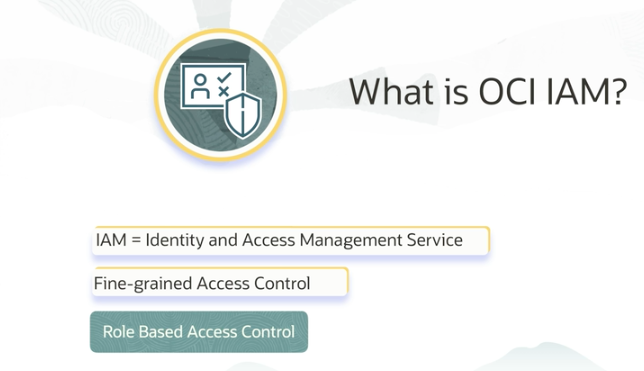 What is OCI IAM?
IAM = Identity and Access Management Service
Fine-grained Access Control
Role Based Access Control